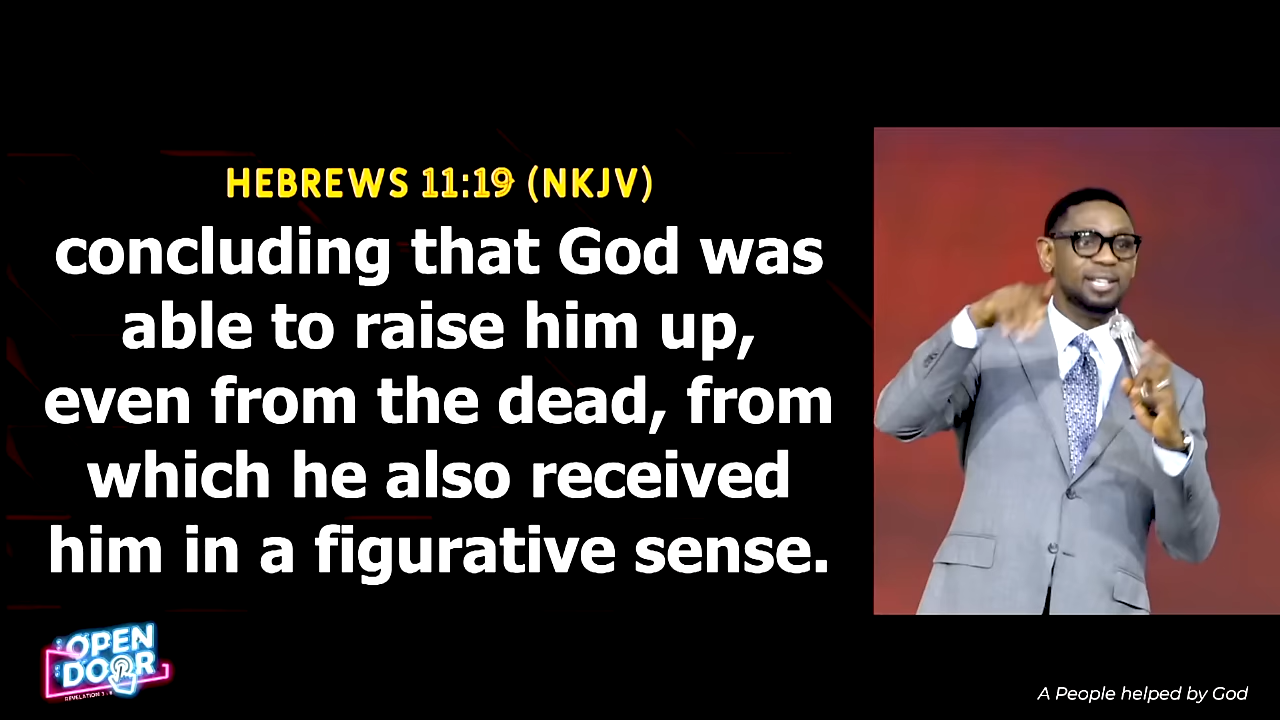 HEBREWS 11:19 (NKJV)
concluding that God was
able to raise him up,
even from the dead, from
which he also received
him in a figurative sense.
OPEN
DOOR
A People helped by God